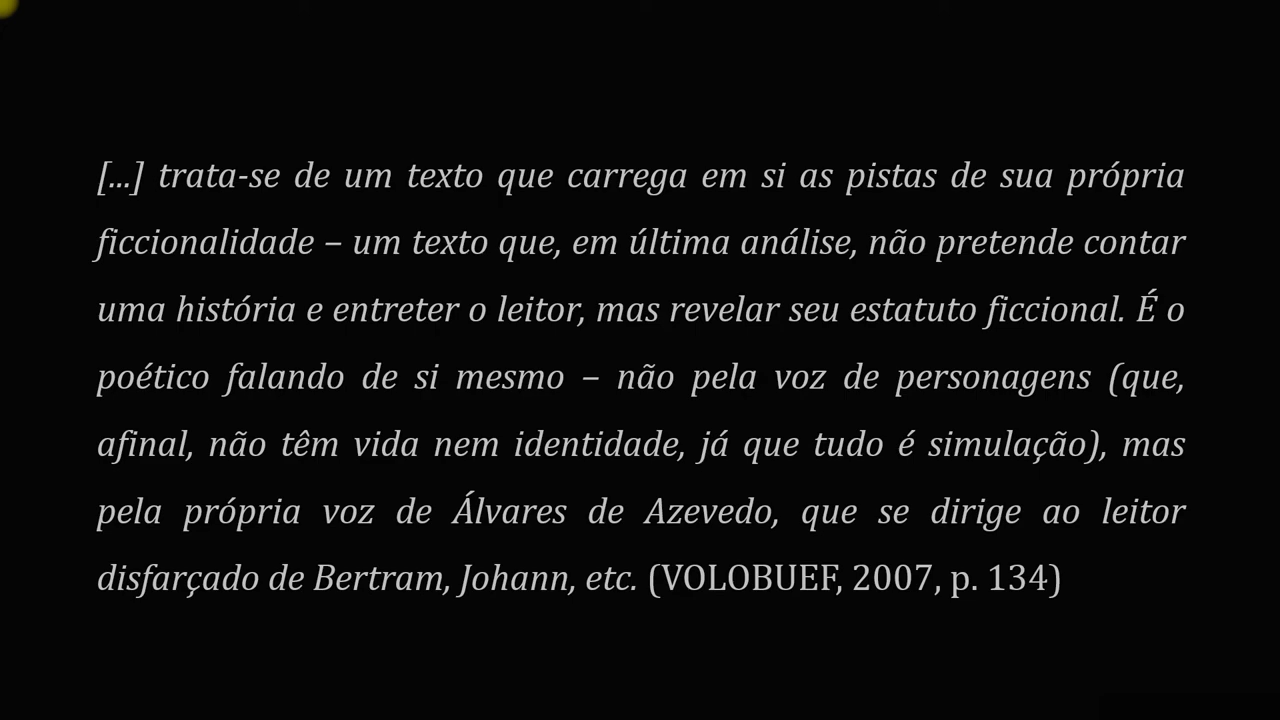 [...] trata-se de um texto que carrega em si as pistas de sua própria
ficcionalidade – um texto que, em última análise, não pretende contar
uma história e entreter o leitor, mas revelar seu estatuto ficcional. É o
poético falando de si mesmo – não pela voz de personagens (que,
afinal, não têm vida nem identidade, já que tudo é simulação), mas
pela própria voz de Álvares de Azevedo, que se dirige ao leitor
disfarçado de Bertram, Johann, etc. (VOLOBUEF, 2007, p. 134)